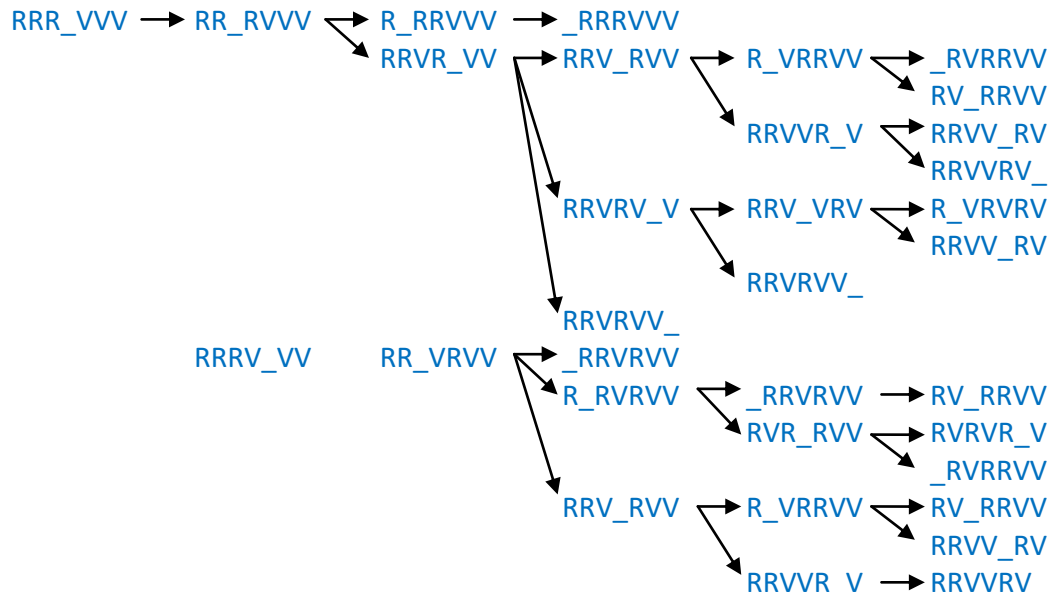 RRR_VVV RR_RVVV R_RRVVV _RRRVVV
RRVR_VV RRV_RVV R_VRRVV _RVRRVV
RV_RRVV
RRVVR_V RRVV_RV
RRVVRV_
RRVRV_V RRV_VRV R_VRVRV
RRVV_RV
RRVRVV_
RRVRVV_
RRRV_VV RR_VRVV _RRVRVV
R_RVRVV _RRVRVV RV_RRVV
RVR_RVV RVRVR_V
_RVRRVV
RRV_RVV R_VRRVV RV_RRVV
RRVV_RV
RRVVR_V RRVVRV